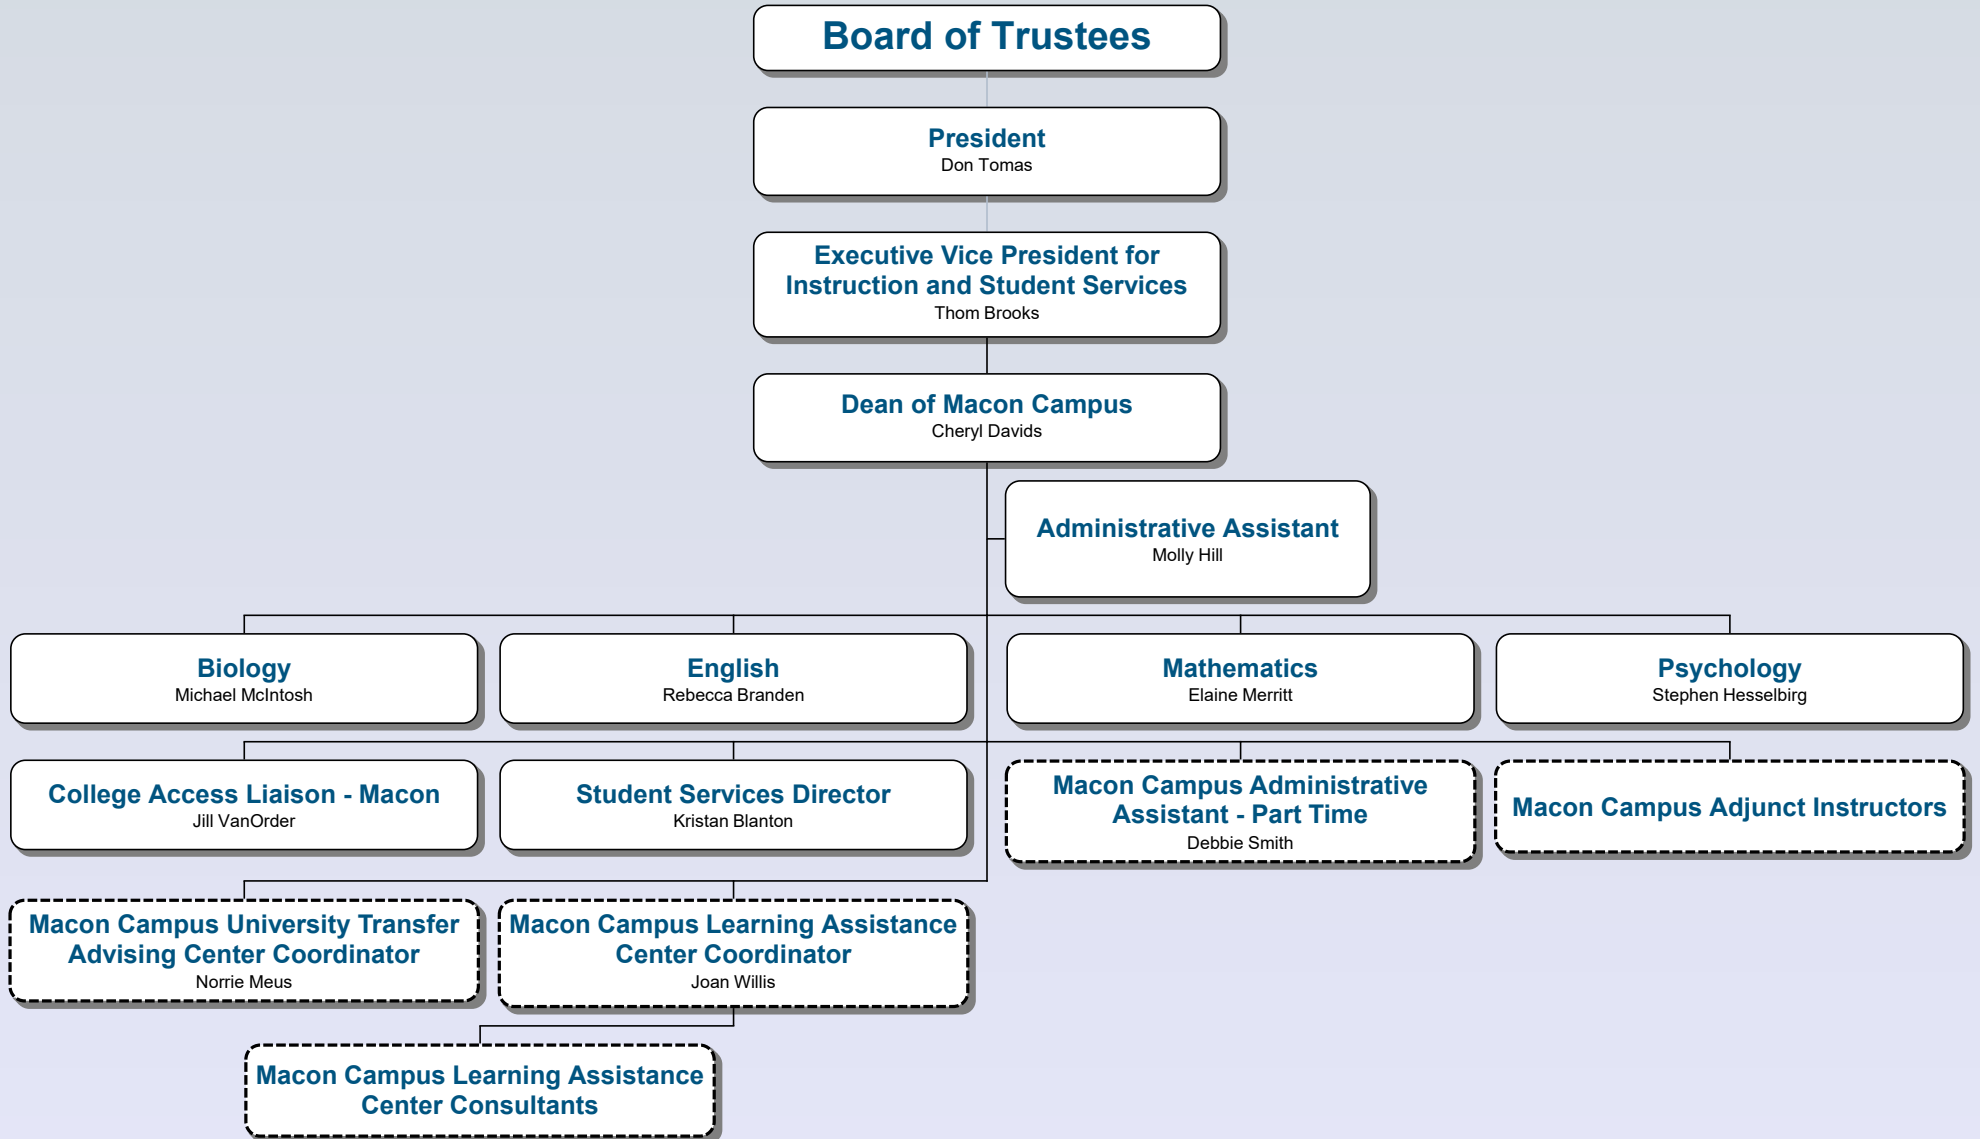 Board of Trustees
President
Don Tomas
Executive Vice President for
Instruction and Student Services
Thom Brooks
Dean of Macon Campus
Cheryl Davids
Administrative Assistant
Molly Hill
Biology
Michael McIntosh
English
Rebecca Branden
Mathematics
Elaine Merritt
Psychology
Stephen Hesselbirg
College Access Liaison - Macon
Jill VanOrder
Student Services Director
Kristan Blanton
Macon Campus Administrative
Assistant - Part Time
Debbie Smith
Macon Campus Adjunct Instructors
Macon Campus University Transfer
Advising Center Coordinator
Norrie Meus
Macon Campus Learning Assistance
Center Coordinator
Joan Willis
Macon Campus Learning Assistance
Center Consultants